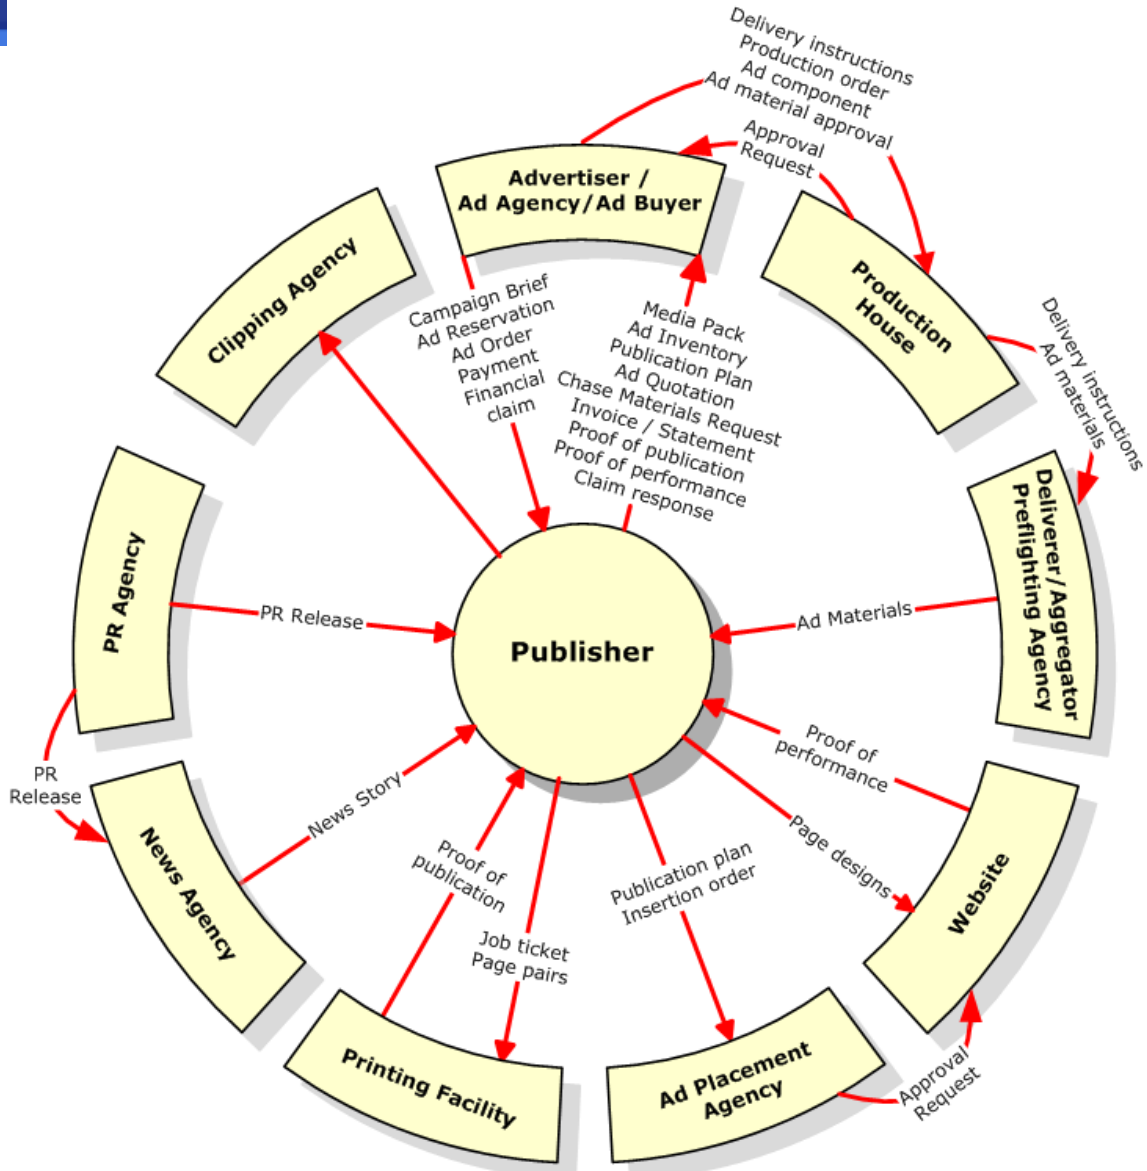 Delivery instructions
Production order
Ad component
Ad material approval
Approval
Request
Advertiser /
Ad Agency/Ad Buyer
Production
House
Clipping Agency
Campaign Brief
Ad Reservation
Ad Order
Payment
Financial
claim
Media Pack
Ad Inventory
Publication Plan
Ad Quotation
Chase Materials Request
Invoice / Statement
Proof of publication
Proof of performance
Claim response
Delivery instructions
Ad materials
Deliverer/Aggregator
Preflighting Agency
PR Agency
PR Release
Publisher
Ad Materials
PR
Release
News Agency
News Story
Proof of
performance
Page designs
Website
Proof of
publication
Job ticket
Page pairs
Publication plan
Insertion order
Printing Facility
Ad Placement
Agency
Approval
Request